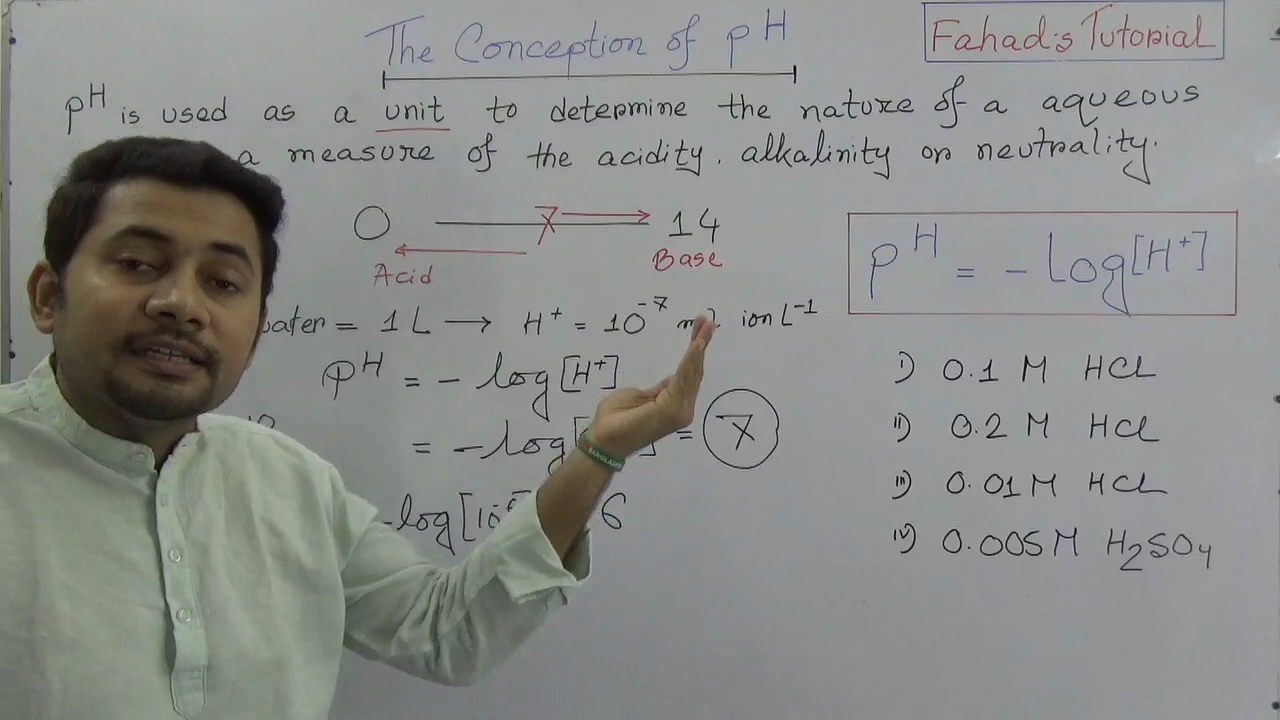 The Conception of pH
Fahad's Tutorial
pH is used as a unit to determine the nature of a aqueous
a measure of the acidity, alkalinity or neutrality.
0 7 14
Acid
Base
pH = - log[H+]
water = 1 L → H+ = 10-7 ion L-1
pH = - log [H+]
= - log[ ] = 7
-log[10 6
i) 0.1 M HCL
ii) 0.2 M HCL
iii) 0.01 M HCL
iv) 0.005 M H2SO4
BANGLADESH